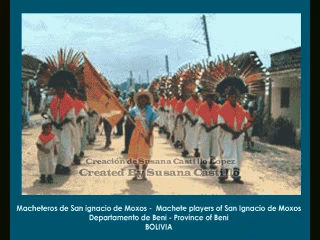 Creación de Susana Castillo Lopez
Created By Susana Castillo
Macheteros de San ignacio de Moxos - Machete players of San Ignacio de Moxos
Departamento de Beni - Province of Beni
BOLIVIA